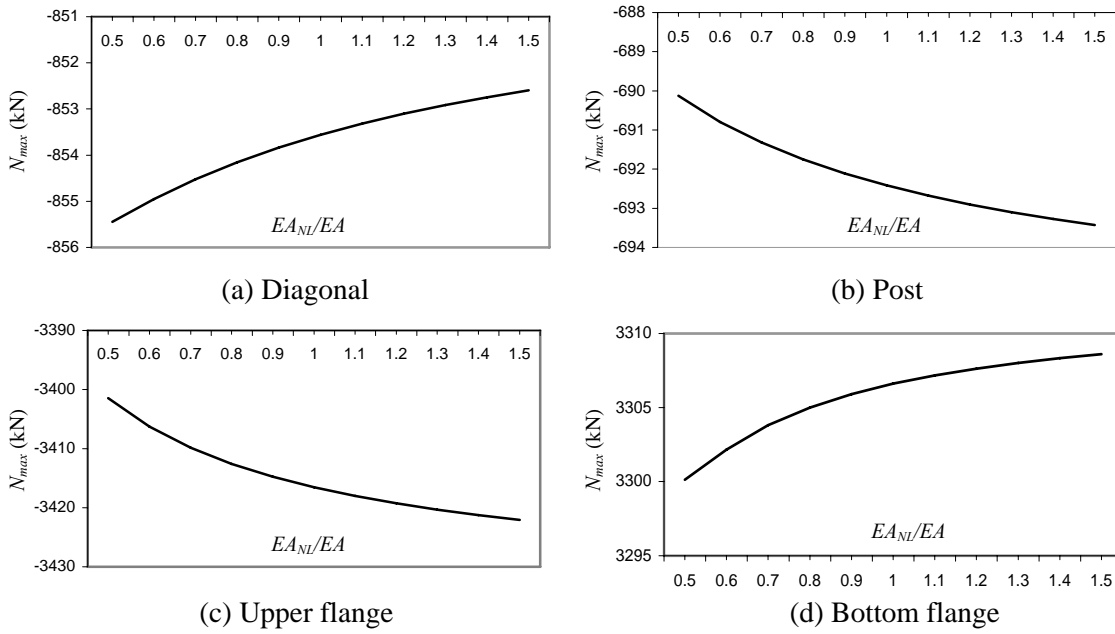 -851
0.5 0.6 0.7 0.8 0.9 1 1.1 1.2 1.3 1.4 1.5
-852
-853
-854
-855
-856
N_max (kN)
EA_NL/EA
(a) Diagonal
-688
-689
0.5 0.6 0.7 0.8 0.9 1 1.1 1.2 1.3 1.4 1.5
-690
-691
-692
-693
-694
N_max (kN)
EA_NL/EA
(b) Post
-3390
0.5 0.6 0.7 0.8 0.9 1 1.1 1.2 1.3 1.4 1.5
-3400
-3410
-3420
-3430
N_max (kN)
EA_NL/EA
(c) Upper flange
3310
3305
3300
3295
N_max (kN)
EA_NL/EA
0.5 0.6 0.7 0.8 0.9 1 1.1 1.2 1.3 1.4 1.5
(d) Bottom flange